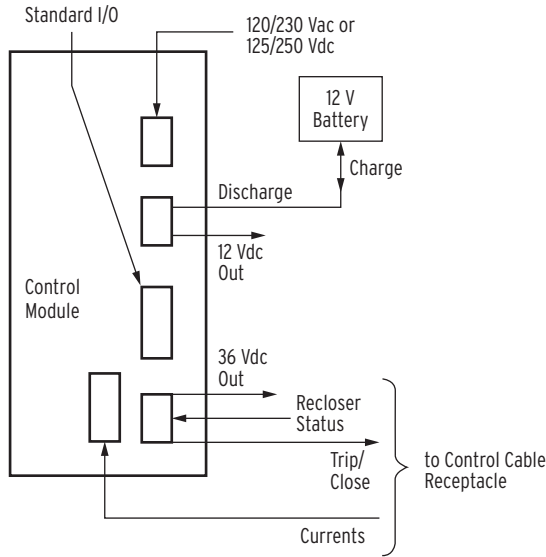 Standard I/O
120/230 Vac or
125/250 Vdc
12 V
Battery
Charge
Discharge
12 Vdc
Out
Control
Module
36 Vdc
Out
Recloser
Status
Trip/
Close
to Control Cable
Receptacle
Currents